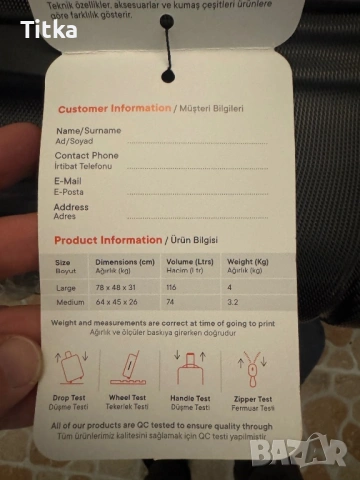 Teknik özellikler, aksesuarlar ve kumaş çeşitleri ürünlere
göre farklılık gösterir.
Titka
Customer Information / Müşteri Bilgileri
Name/Surname
Ad/Soyad
Contact Phone
İrtibat Telefonu
E-Mail
E-Posta
Address
Adres
Product Information / Ürün Bilgisi
Size Dimensions (cm) Volume (Ltrs) Weight (Kg)
Boyut Ağırlık (kg) Hacim (Ltr) Ağırlık (Kg)
Large 78 x 48 x 31 116 4
Medium 64 x 45 x 26 74 3.2
Weight and measurements are correct at time of going to print
Ağırlık ve ölçüler baskıya girerken doğrudur
Drop Test Wheel Test Handle Test Zipper Test
Düşme Testi Tekerlek Testi Düşme Testi Fermuar Testi
All of our products are QC tested to ensure quality through
Tüm ürünlerimiz kalitesini sağlamak için QC testi yapılmıştır.
BAZAR